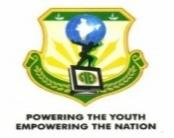 POWERING THE YOUTH
EMPOWERING THE NATION